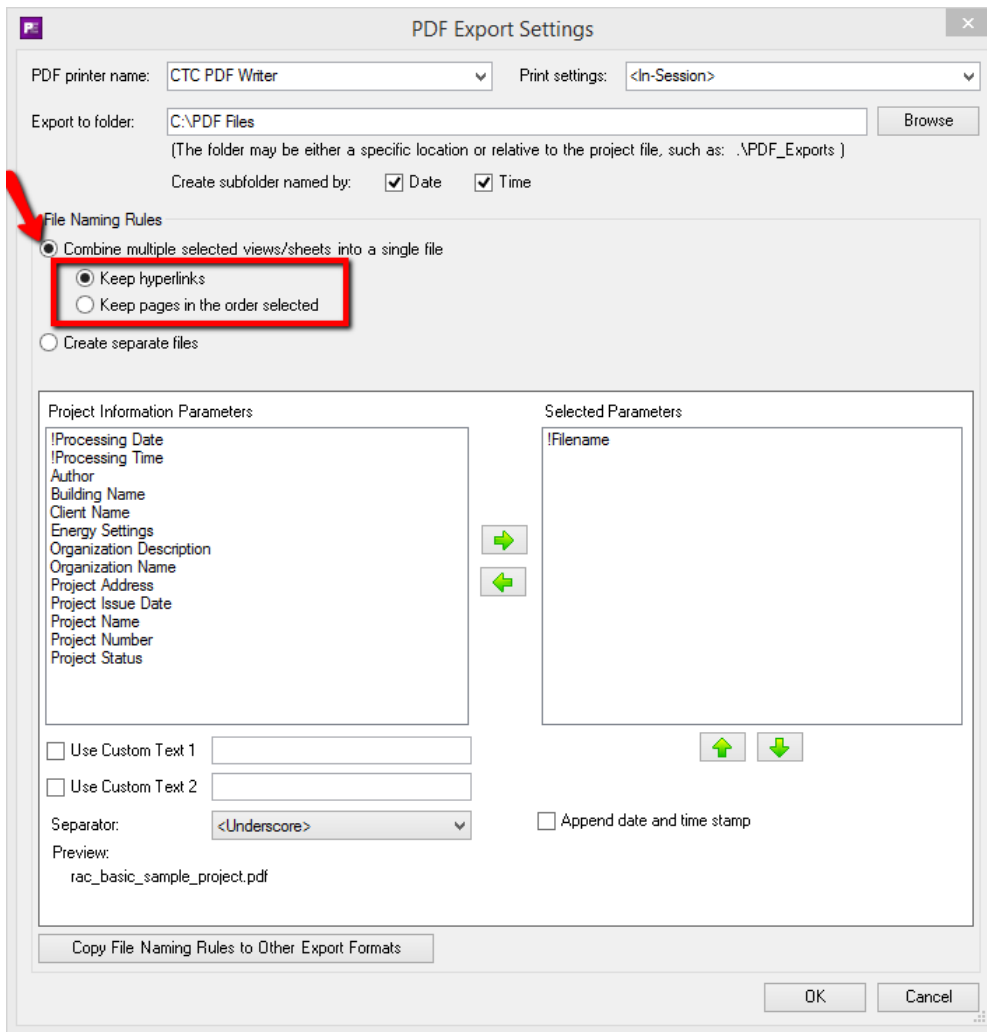 PE
PDF Export Settings
PDF printer name: CTC PDF Writer Print settings: <In-Session>
Export to folder: C:\PDF Files Browse
(The folder may be either a specific location or relative to the project file, such as: .\PDF_Exports )
Create subfolder named by: Date Time
File Naming Rules
Combine multiple selected views/sheets into a single file
Keep hyperlinks
Keep pages in the order selected
Create separate files
Project Information Parameters
!Processing Date
!Processing Time
Author
Building Name
Client Name
Energy Settings
Organization Description
Organization Name
Project Address
Project Issue Date
Project Name
Project Number
Project Status
Selected Parameters
!Filename
Use Custom Text 1
Use Custom Text 2
Separator: <Underscore>
Append date and time stamp
Preview:
rac_basic_sample_project.pdf
Copy File Naming Rules to Other Export Formats
OK Cancel